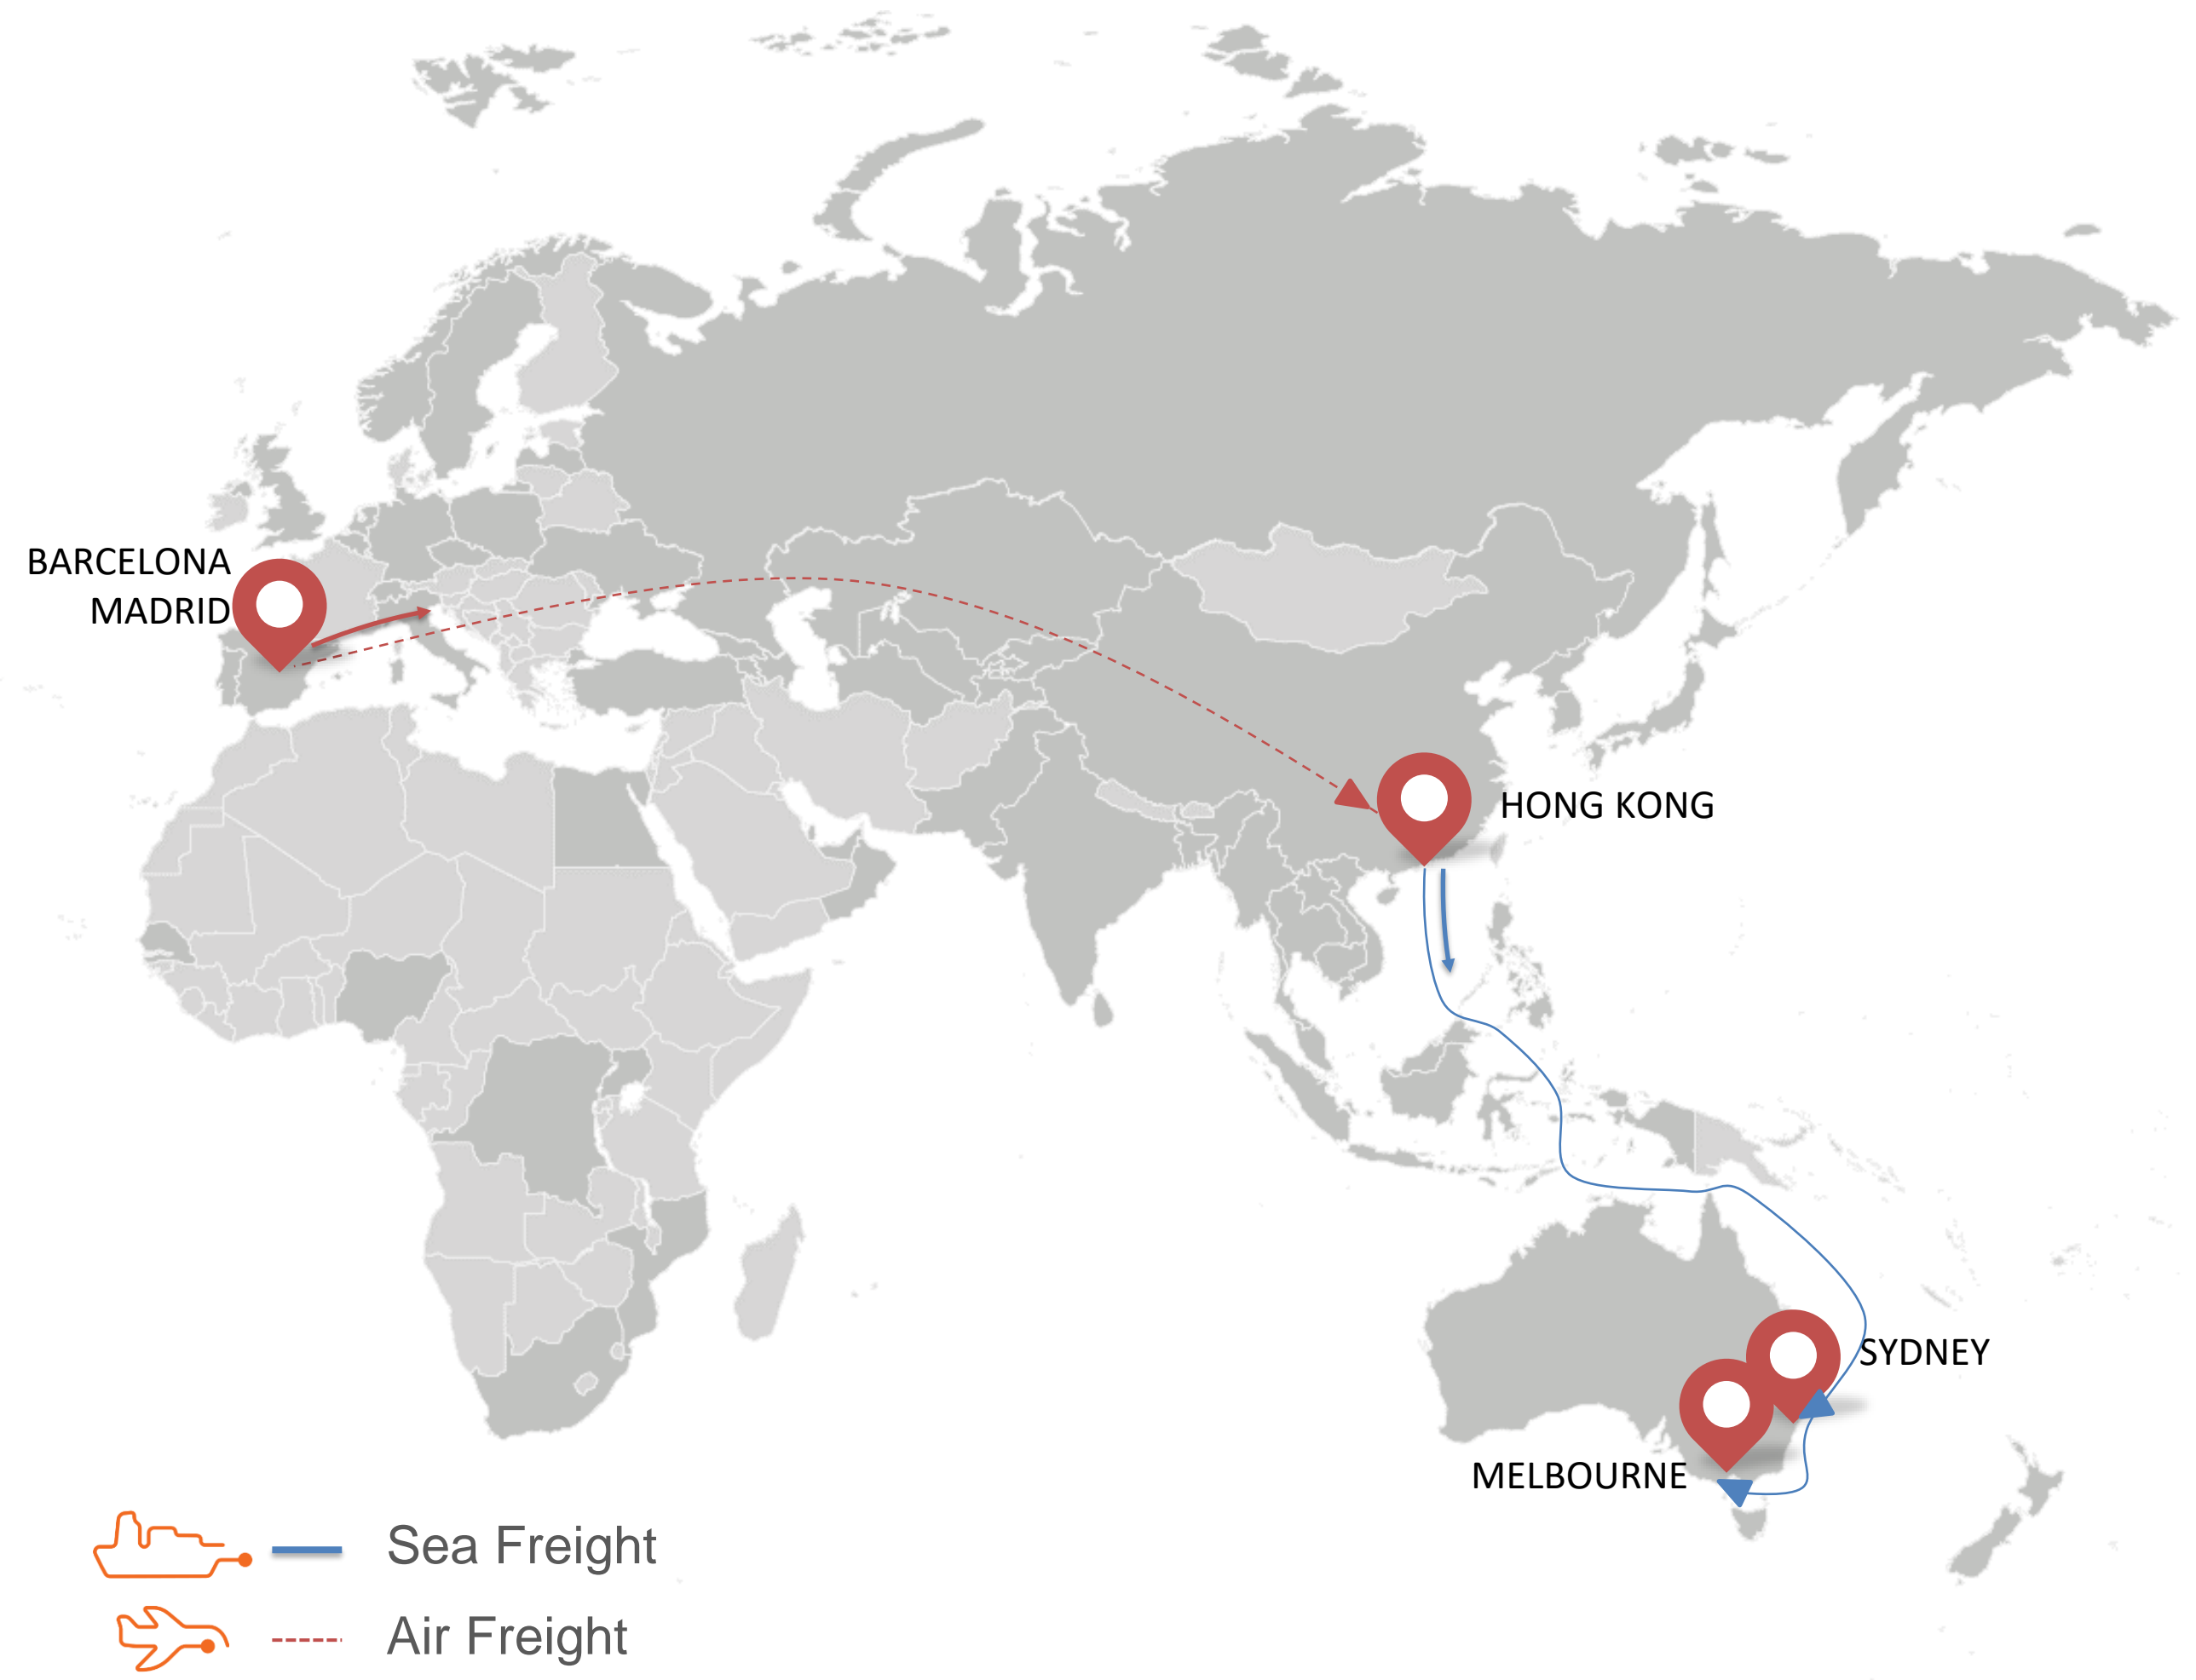 BARCELONA
MADRID
HONG KONG
SYDNEY
MELBOURNE
Sea Freight
Air Freight